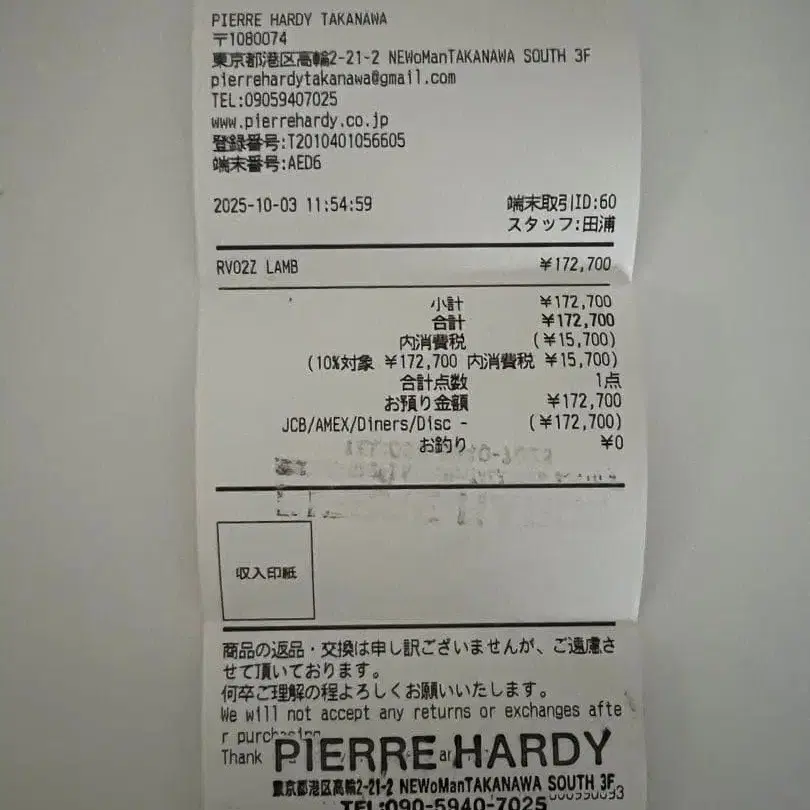 PIERRE HARDY TAKANAWA
〒1080074
東京都港区高輪2-21-2 NEWoManTAKANAWA SOUTH 3F
pierrehardytakanawa@gmail.com
TEL:09059407025
www.pierrehardy.co.jp
登録番号:T2010401056605
端末番号:AED6
2025-10-03 11:54:59 端末取引ID:60
スタッフ:田浦
RV02Z LAMB ¥172,700
小計 ¥172,700
合計 ¥172,700
内消費税 (¥15,700)
(10%対象 ¥172,700 内消費税 ¥15,700)
合計点数 1点
お預り金額 ¥172,700
JCB/AMEX/Diners/Disc - (¥172,700)
お釣り ¥0
収入印紙
商品の返品・交換は申し訳ございませんが、ご遠慮さ
せて頂いております。
何卒ご理解の程よろしくお願いいたします。
We will not accept any returns or exchanges afte
r purchasing
Thank
PIERRE HARDY
東京都港区高輪2-21-2 NEWoManTAKANAWA SOUTH 3F
TEL:090-5940-7025